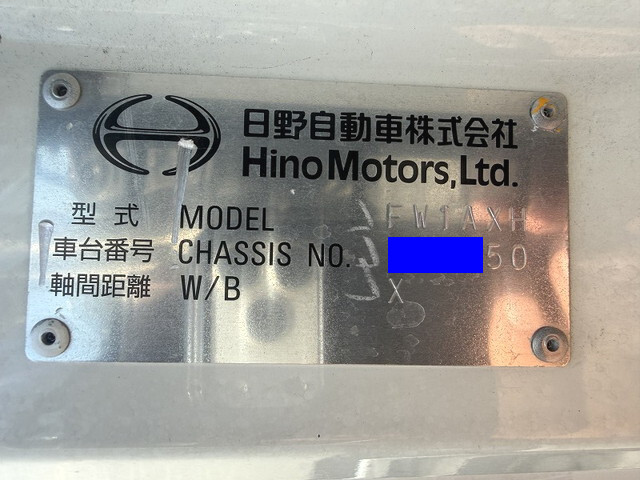 日野自動車株式会社
Hino Motors, Ltd.
型式 MODEL FW1AXH
車台番号 CHASSIS NO. 50
軸間距離 W/B X